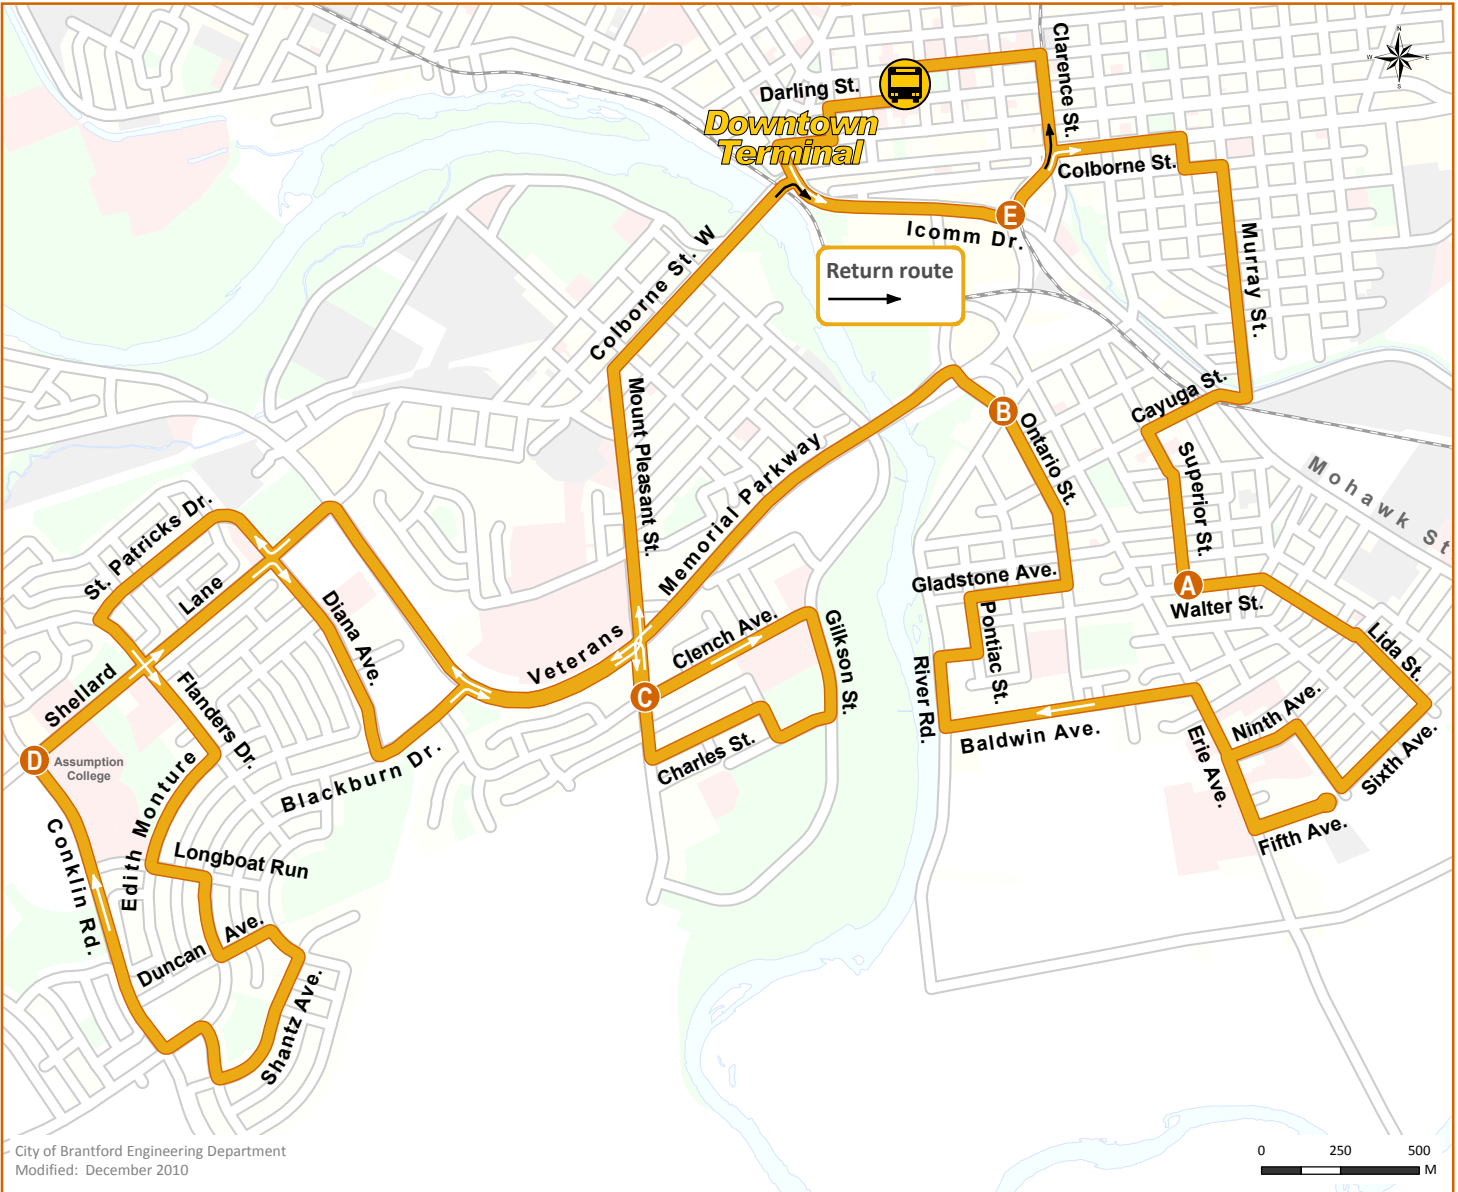 Clarence St.
Darling St.
Downtown
Terminal
N
W
E
S
Colborne St.
E
Icomm Dr.
Colborne St. W
Murray St.
Return route
Mount Pleasant St.
Cayuga St.
B
Ontario St.
Superior St.
Mohawk St
Memorial Parkway
St. Patricks Dr.
Lane
Diana Ave.
Gladstone Ave.
A
Walter St.
Pontiac St.
Lida St.
Veterans
Clench Ave.
Gilkson St.
Shellard
Flanders Dr.
C
River Rd.
Ninth Ave.
Baldwin Ave.
Erie Ave.
Sixth Ave.
D
Assumption
College
Charles St.
Blackburn Dr.
Edith Monture
Fifth Ave.
Conklin Rd.
Longboat Run
Duncan Ave.
Shantz Ave.
City of Brantford Engineering Department
Modified: December 2010
0 250 500
M